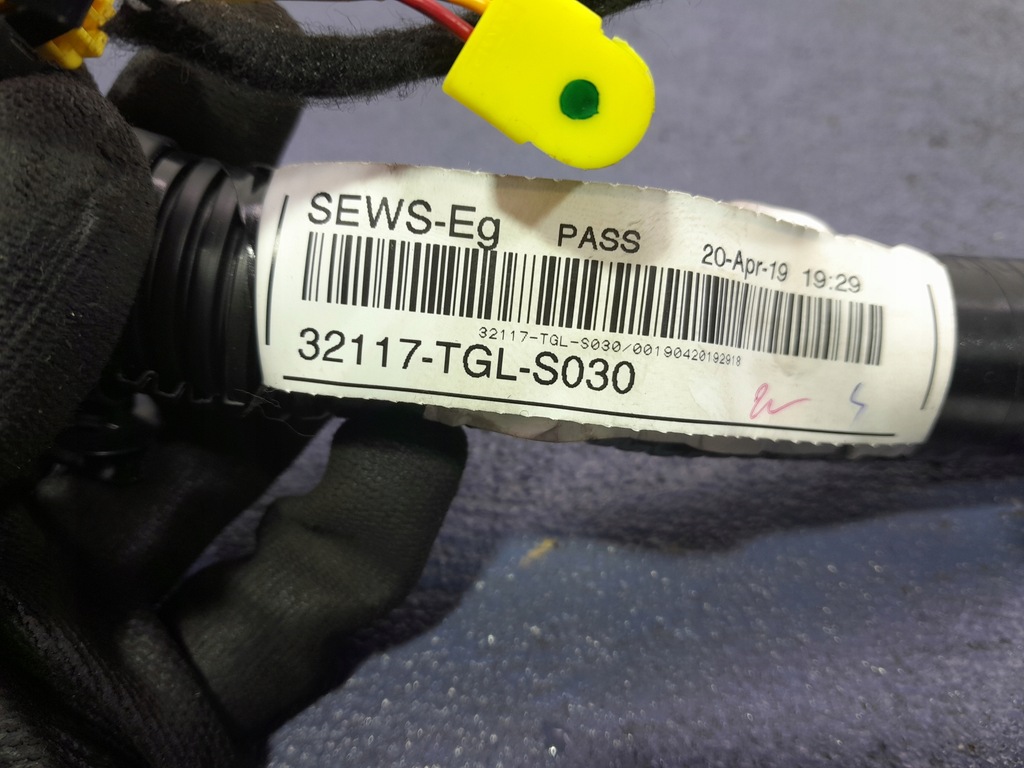 SEWS-Eg PASS 20-Apr-19 19:29
32117-TGL-S030/00190420192918
32117-TGL-S030